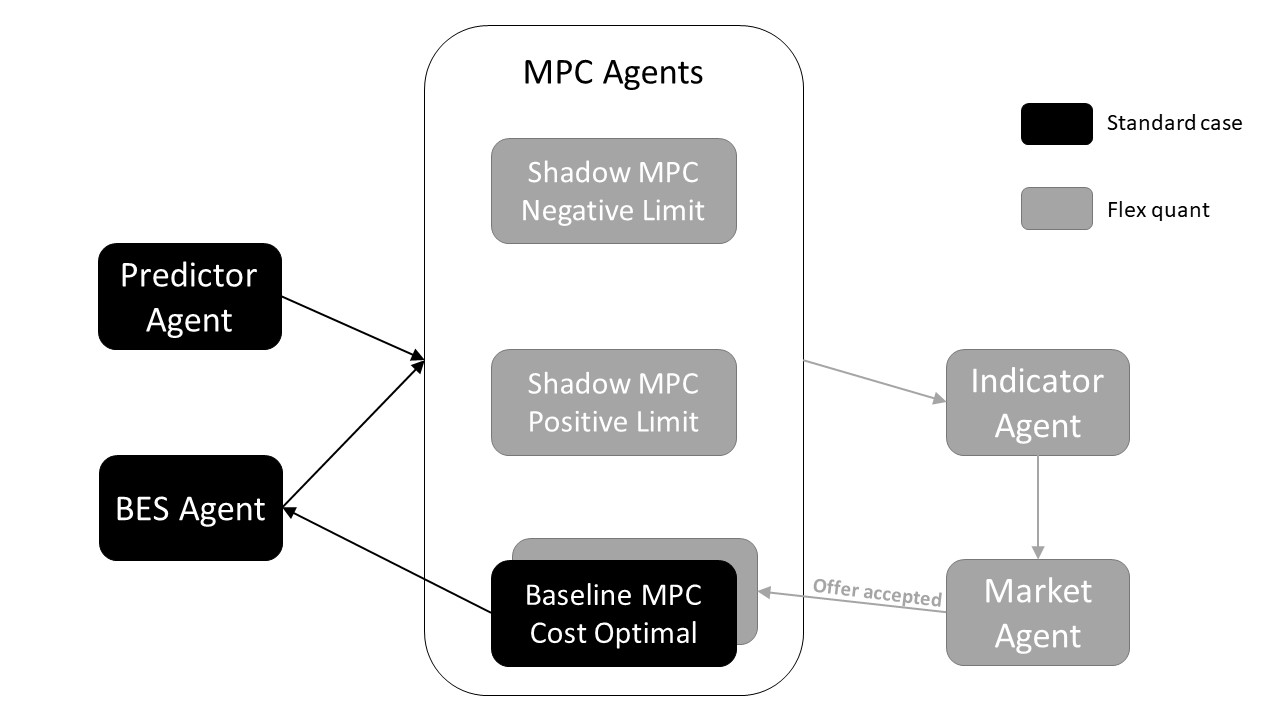 MPC Agents
Shadow MPC
Negative Limit
Standard case
Flex quant
Predictor
Agent
Shadow MPC
Positive Limit
Indicator
Agent
BES Agent
Baseline MPC
Cost Optimal
Offer accepted
Market
Agent